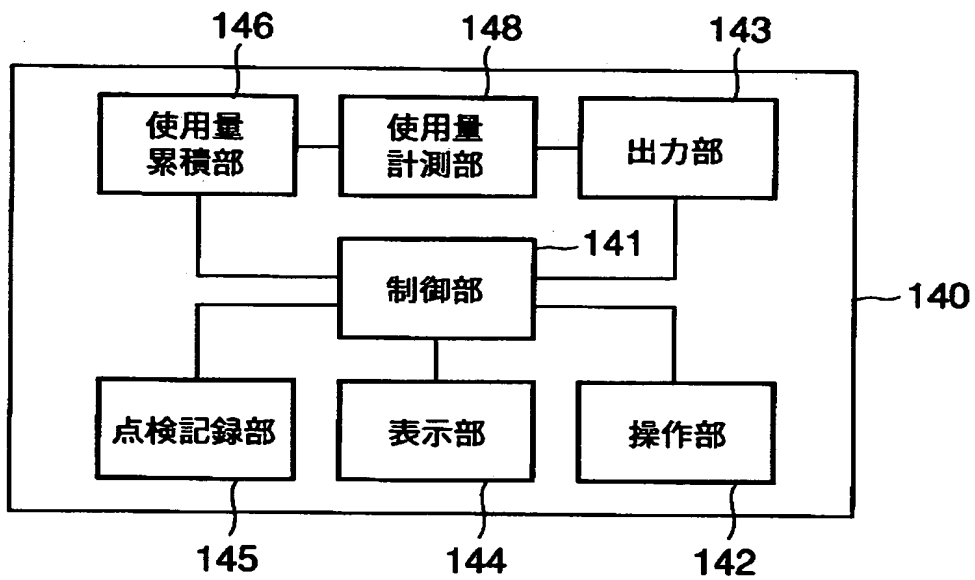 146
148
143
使用量
累積部
使用量
計測部
出力部
141
制御部
140
点検記録部
表示部
操作部
145
144
142